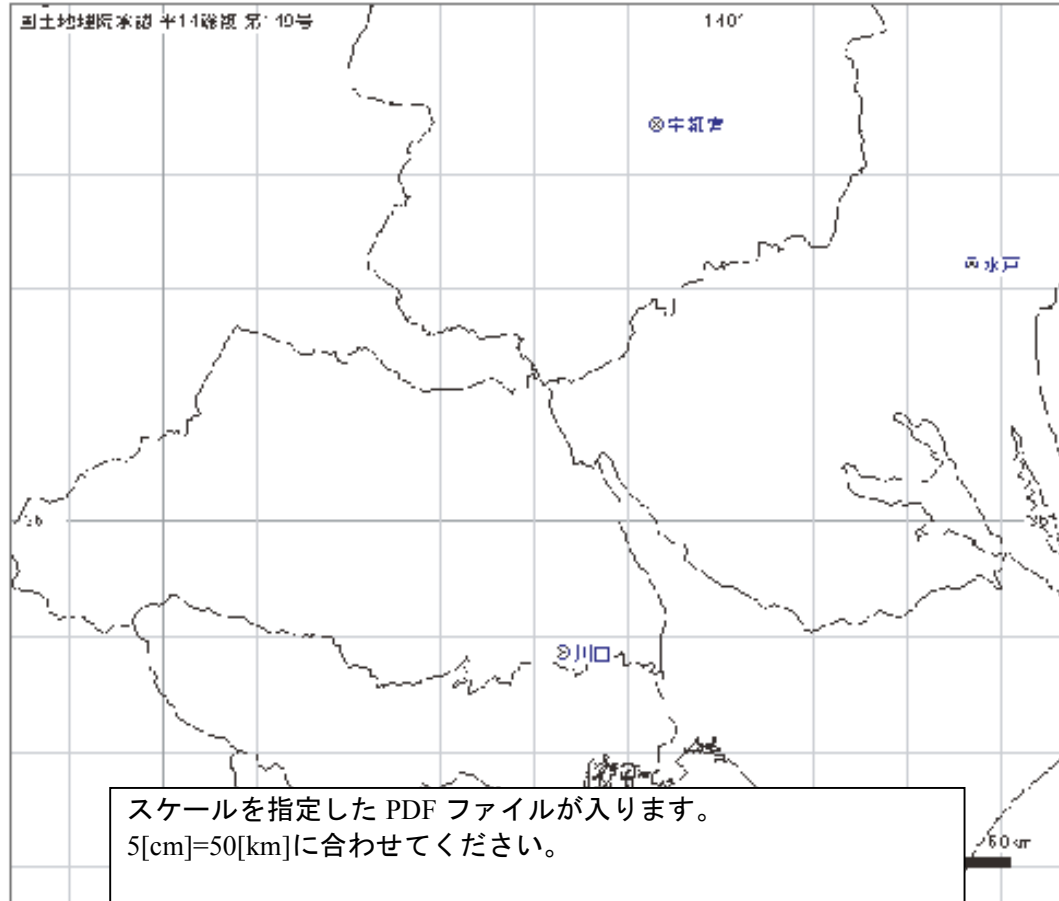 国土地理院承認 平14総複 第149号
140°
宇都宮
水戸
36
36
川口
スケールを指定した PDF ファイルが入ります。
5[cm]=50[km]に合わせてください。
50km